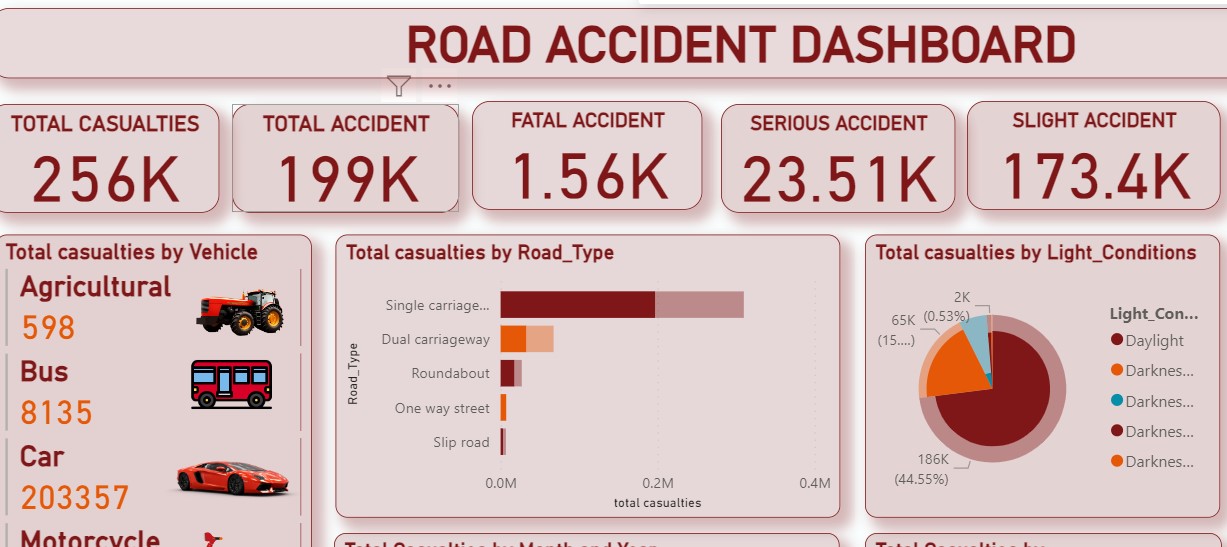 ROAD ACCIDENT DASHBOARD
TOTAL CASUALTIES
256K
TOTAL ACCIDENT
199K
FATAL ACCIDENT
1.56K
SERIOUS ACCIDENT
23.51K
SLIGHT ACCIDENT
173.4K
Total casualties by Vehicle
Agricultural
598
Bus
8135
Car
203357
Motorcycle
Total casualties by Road_Type
Road_Type
Single carriage...
Dual carriageway
Roundabout
One way street
Slip road
0.0M 0.2M 0.4M
total casualties
Total casualties by Light_Conditions
2K
(0.53%)
65K
(15....)
186K
(44.55%)
Light_Con...
Daylight
Darknes...
Darknes...
Darknes...
Darknes...
Total Casualties by Month and Year
Total Casualties by